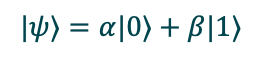 |ψ⟩ = α|0⟩ + β|1⟩